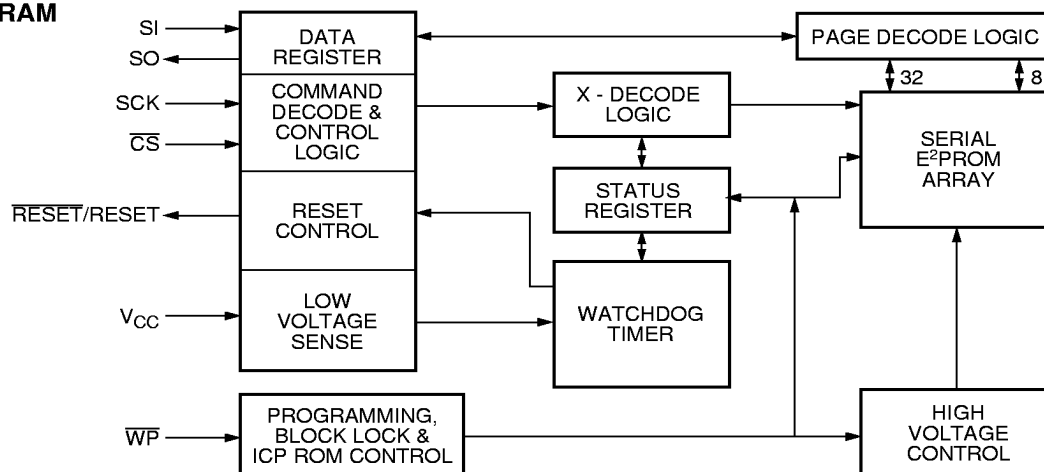 RAM
SI
SO
SCK
CS
RESET/RESET
VCC
WP
DATA
REGISTER
COMMAND
DECODE &
CONTROL
LOGIC
RESET
CONTROL
LOW
VOLTAGE
SENSE
PROGRAMMING,
BLOCK LOCK &
ICP ROM CONTROL
X - DECODE
LOGIC
STATUS
REGISTER
WATCHDOG
TIMER
PAGE DECODE LOGIC
32
8
SERIAL
E²PROM
ARRAY
HIGH
VOLTAGE
CONTROL